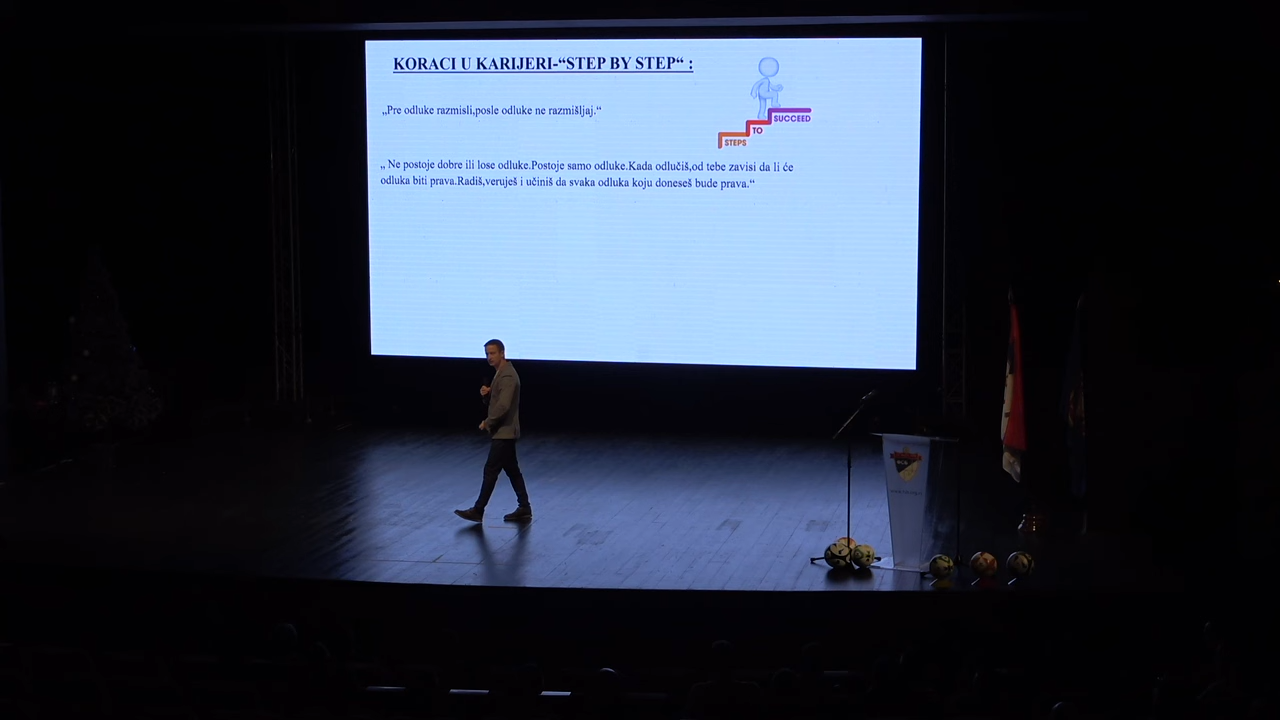 KORACI U KARIJERI-“STEP BY STEP“ :
„Pre odluke razmisli,posle odluke ne razmišljaj.“
SUCCEED
TO
STEPS
„ Ne postoje dobre ili lose odluke.Postoje samo odluke.Kada odlučiš,od tebe zavisi da li će
odluka biti prava.Radiš,veruješ i učiniš da svaka odluka koju doneseš bude prava.“